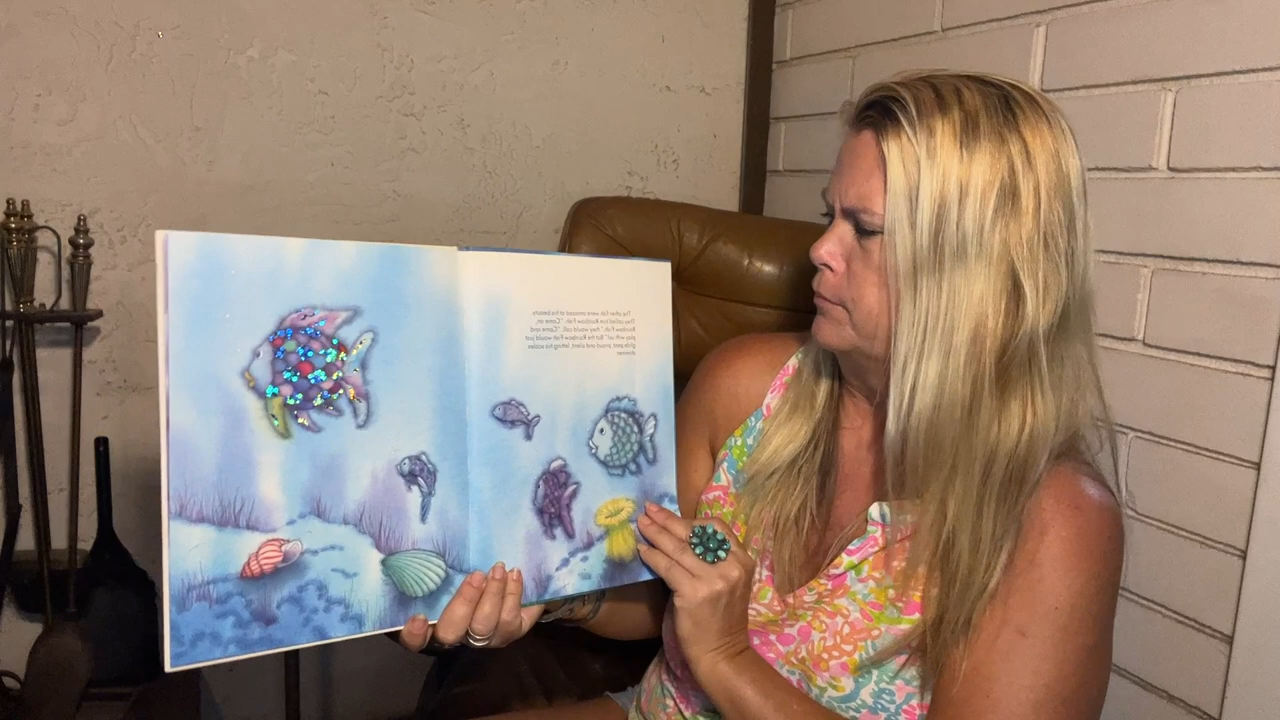 The other fish were amazed at his beauty.
They called him Rainbow Fish. "Come on,
Rainbow Fish," they would call. "Come and
play with us!" But the Rainbow Fish would just
glide past, proud and silent, letting his scales
shimmer.